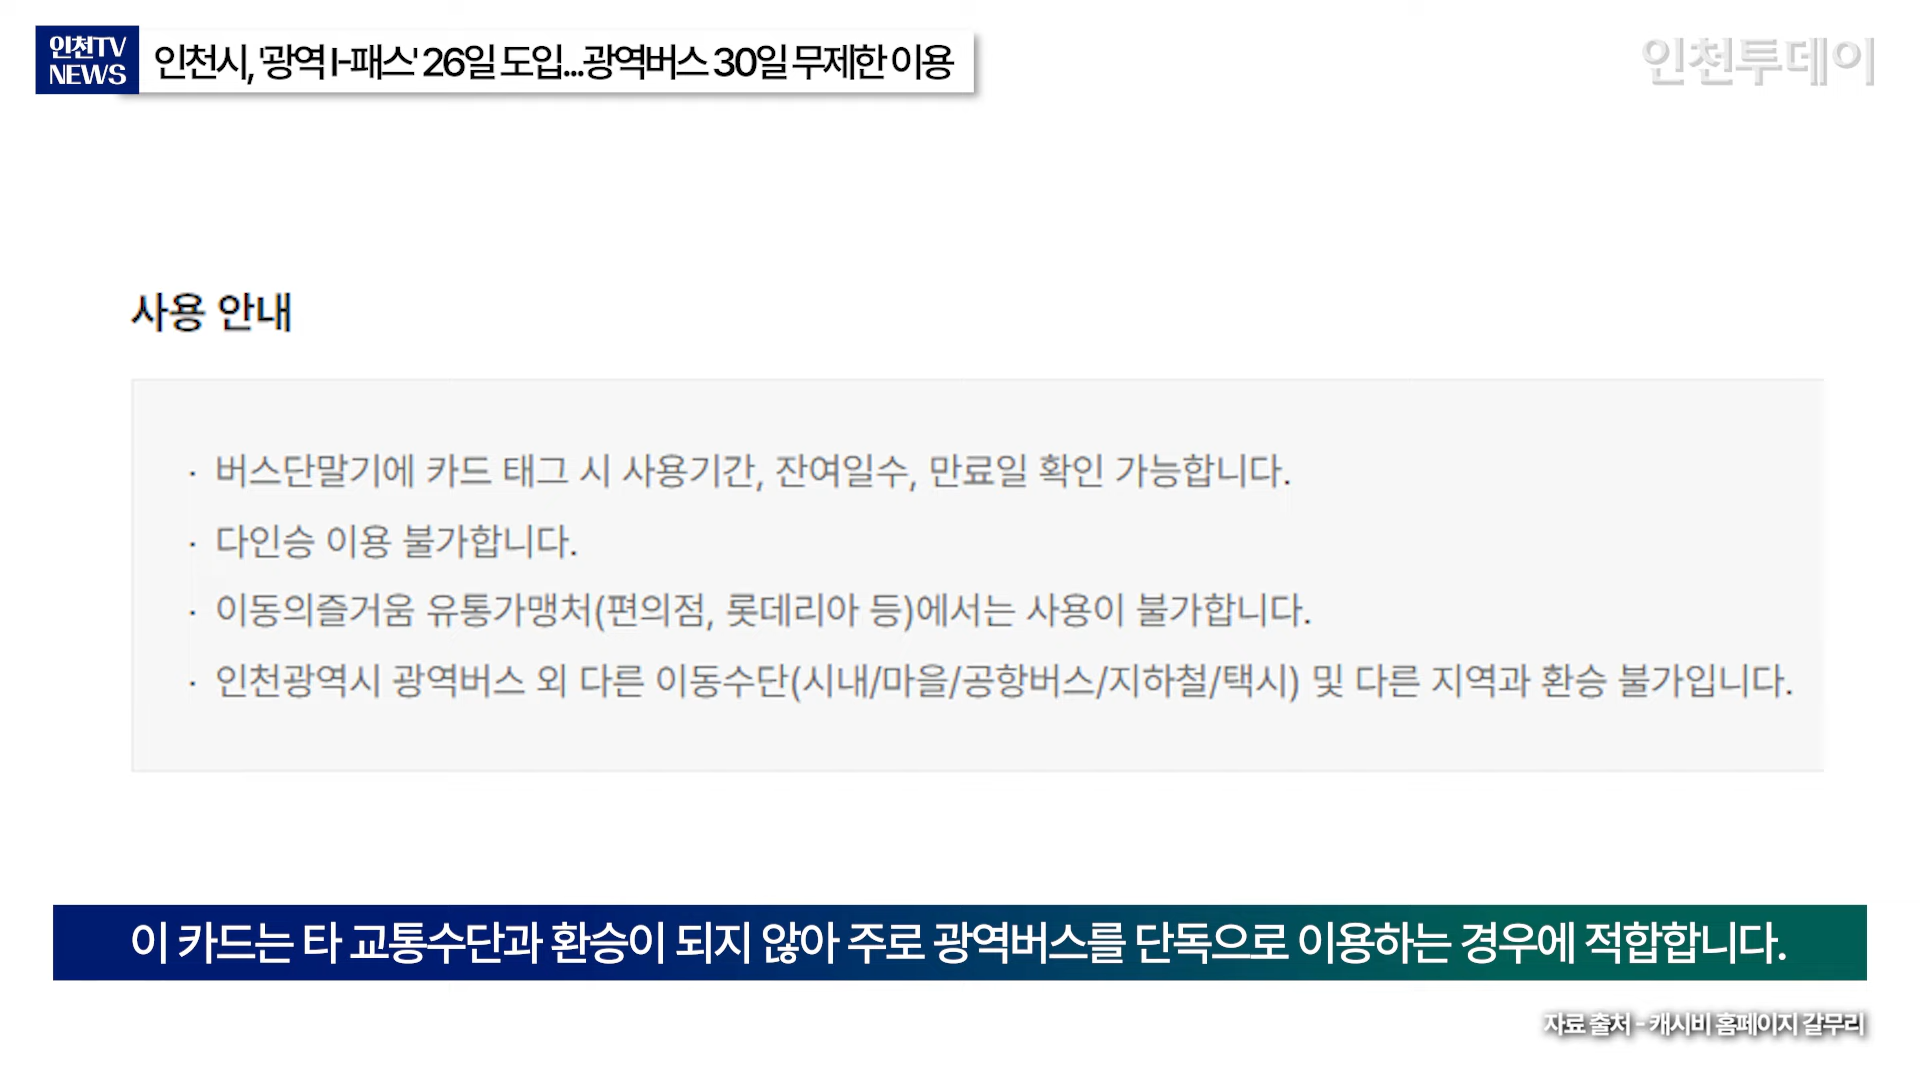 인천TV
NEWS
인천시, '광역 I-패스' 26일 도입...광역버스 30일 무제한 이용
인천투데이
사용 안내
· 버스단말기에 카드 태그 시 사용기간, 잔여일수, 만료일 확인 가능합니다.
· 다인승 이용 불가합니다.
· 이동의즐거움 유통가맹처(편의점, 롯데리아 등)에서는 사용이 불가합니다.
· 인천광역시 광역버스 외 다른 이동수단(시내/마을/공항버스/지하철/택시) 및 다른 지역과 환승 불가입니다.
이 카드는 타 교통수단과 환승이 되지 않아 주로 광역버스를 단독으로 이용하는 경우에 적합합니다.
자료 출처 - 캐시비 홈페이지 갈무리